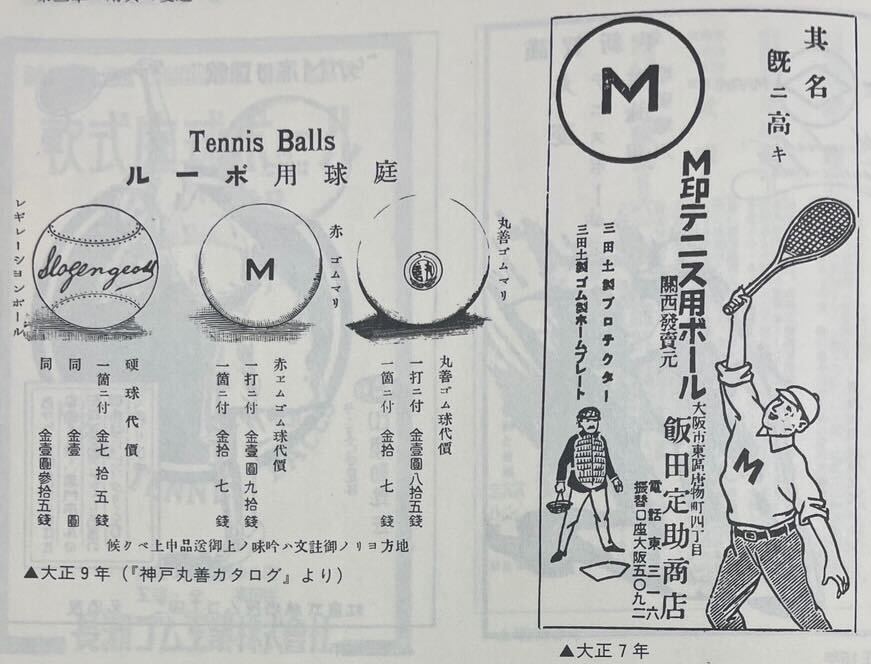 Tennis Balls
庭球用ボール
丸善ゴムマリ
赤ゴムマリ
M
レギレーションボール
丸善ゴム球代價
一打ニ付 金壹圓八拾五錢
一箇ニ付 金拾七錢
赤エムゴム球代價
一打ニ付 金壹圓九拾錢
一箇ニ付 金拾七錢
硬球代價
一箇ニ付 金七拾五錢
同 金壹圓
同 金壹圓參拾五錢
地方ヨリノ御註文ハ吟味ノ上御送品申上ベク候
▲大正9年（『神戸丸善カタログ』より）
其名
既ニ高キ
M
M印テニス用ボール
關西發賣元
三田土製プロテクター
三田土製ゴム製ホームプレート
大阪市東區唐物町四丁目
飯田定助商店
電話東三一六
振替口座大阪五〇九二
M
▲大正7年